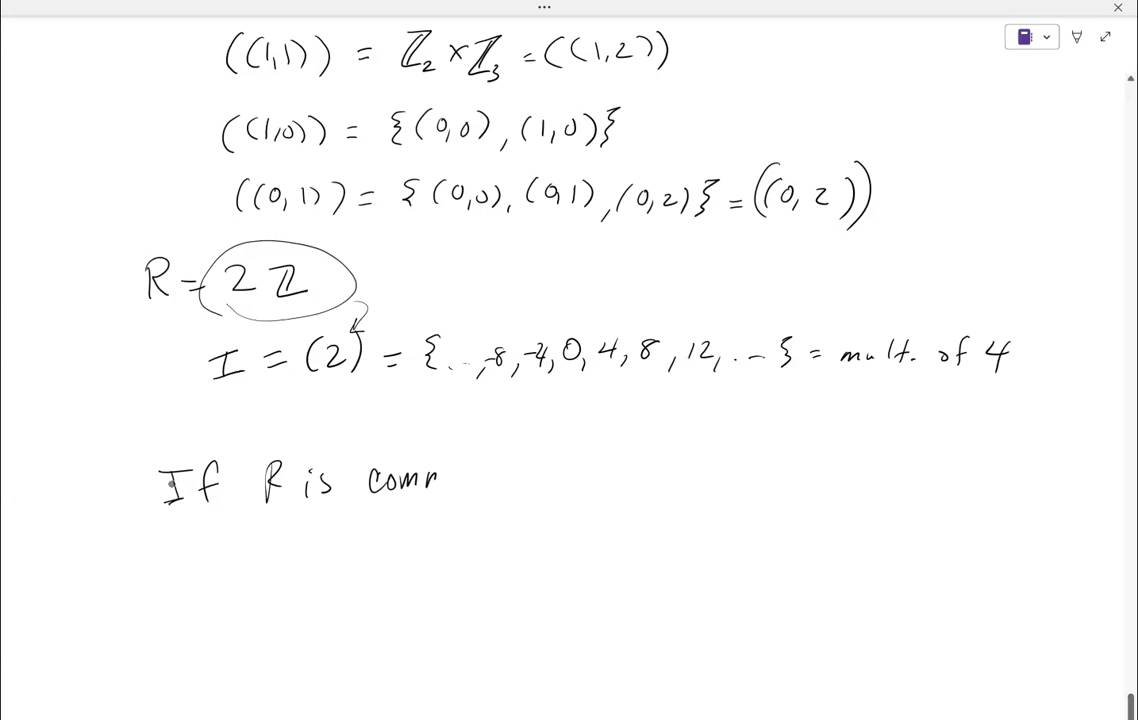 ((1,1)) = ℤ₂ × ℤ₃ = ((1,2))
((1,0)) = {(0,0), (1,0)}
((0,1)) = {(0,0), (0,1), (0,2)} = ((0,2))
R = 2ℤ
I = (2) = {..., -8, -4, 0, 4, 8, 12, ...} = mult. of 4
If R is comm